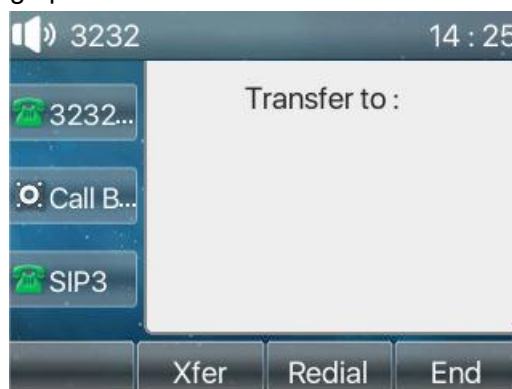 3232
14 : 25
Transfer to :
3232...
Call B...
SIP3
Xfer
Redial
End